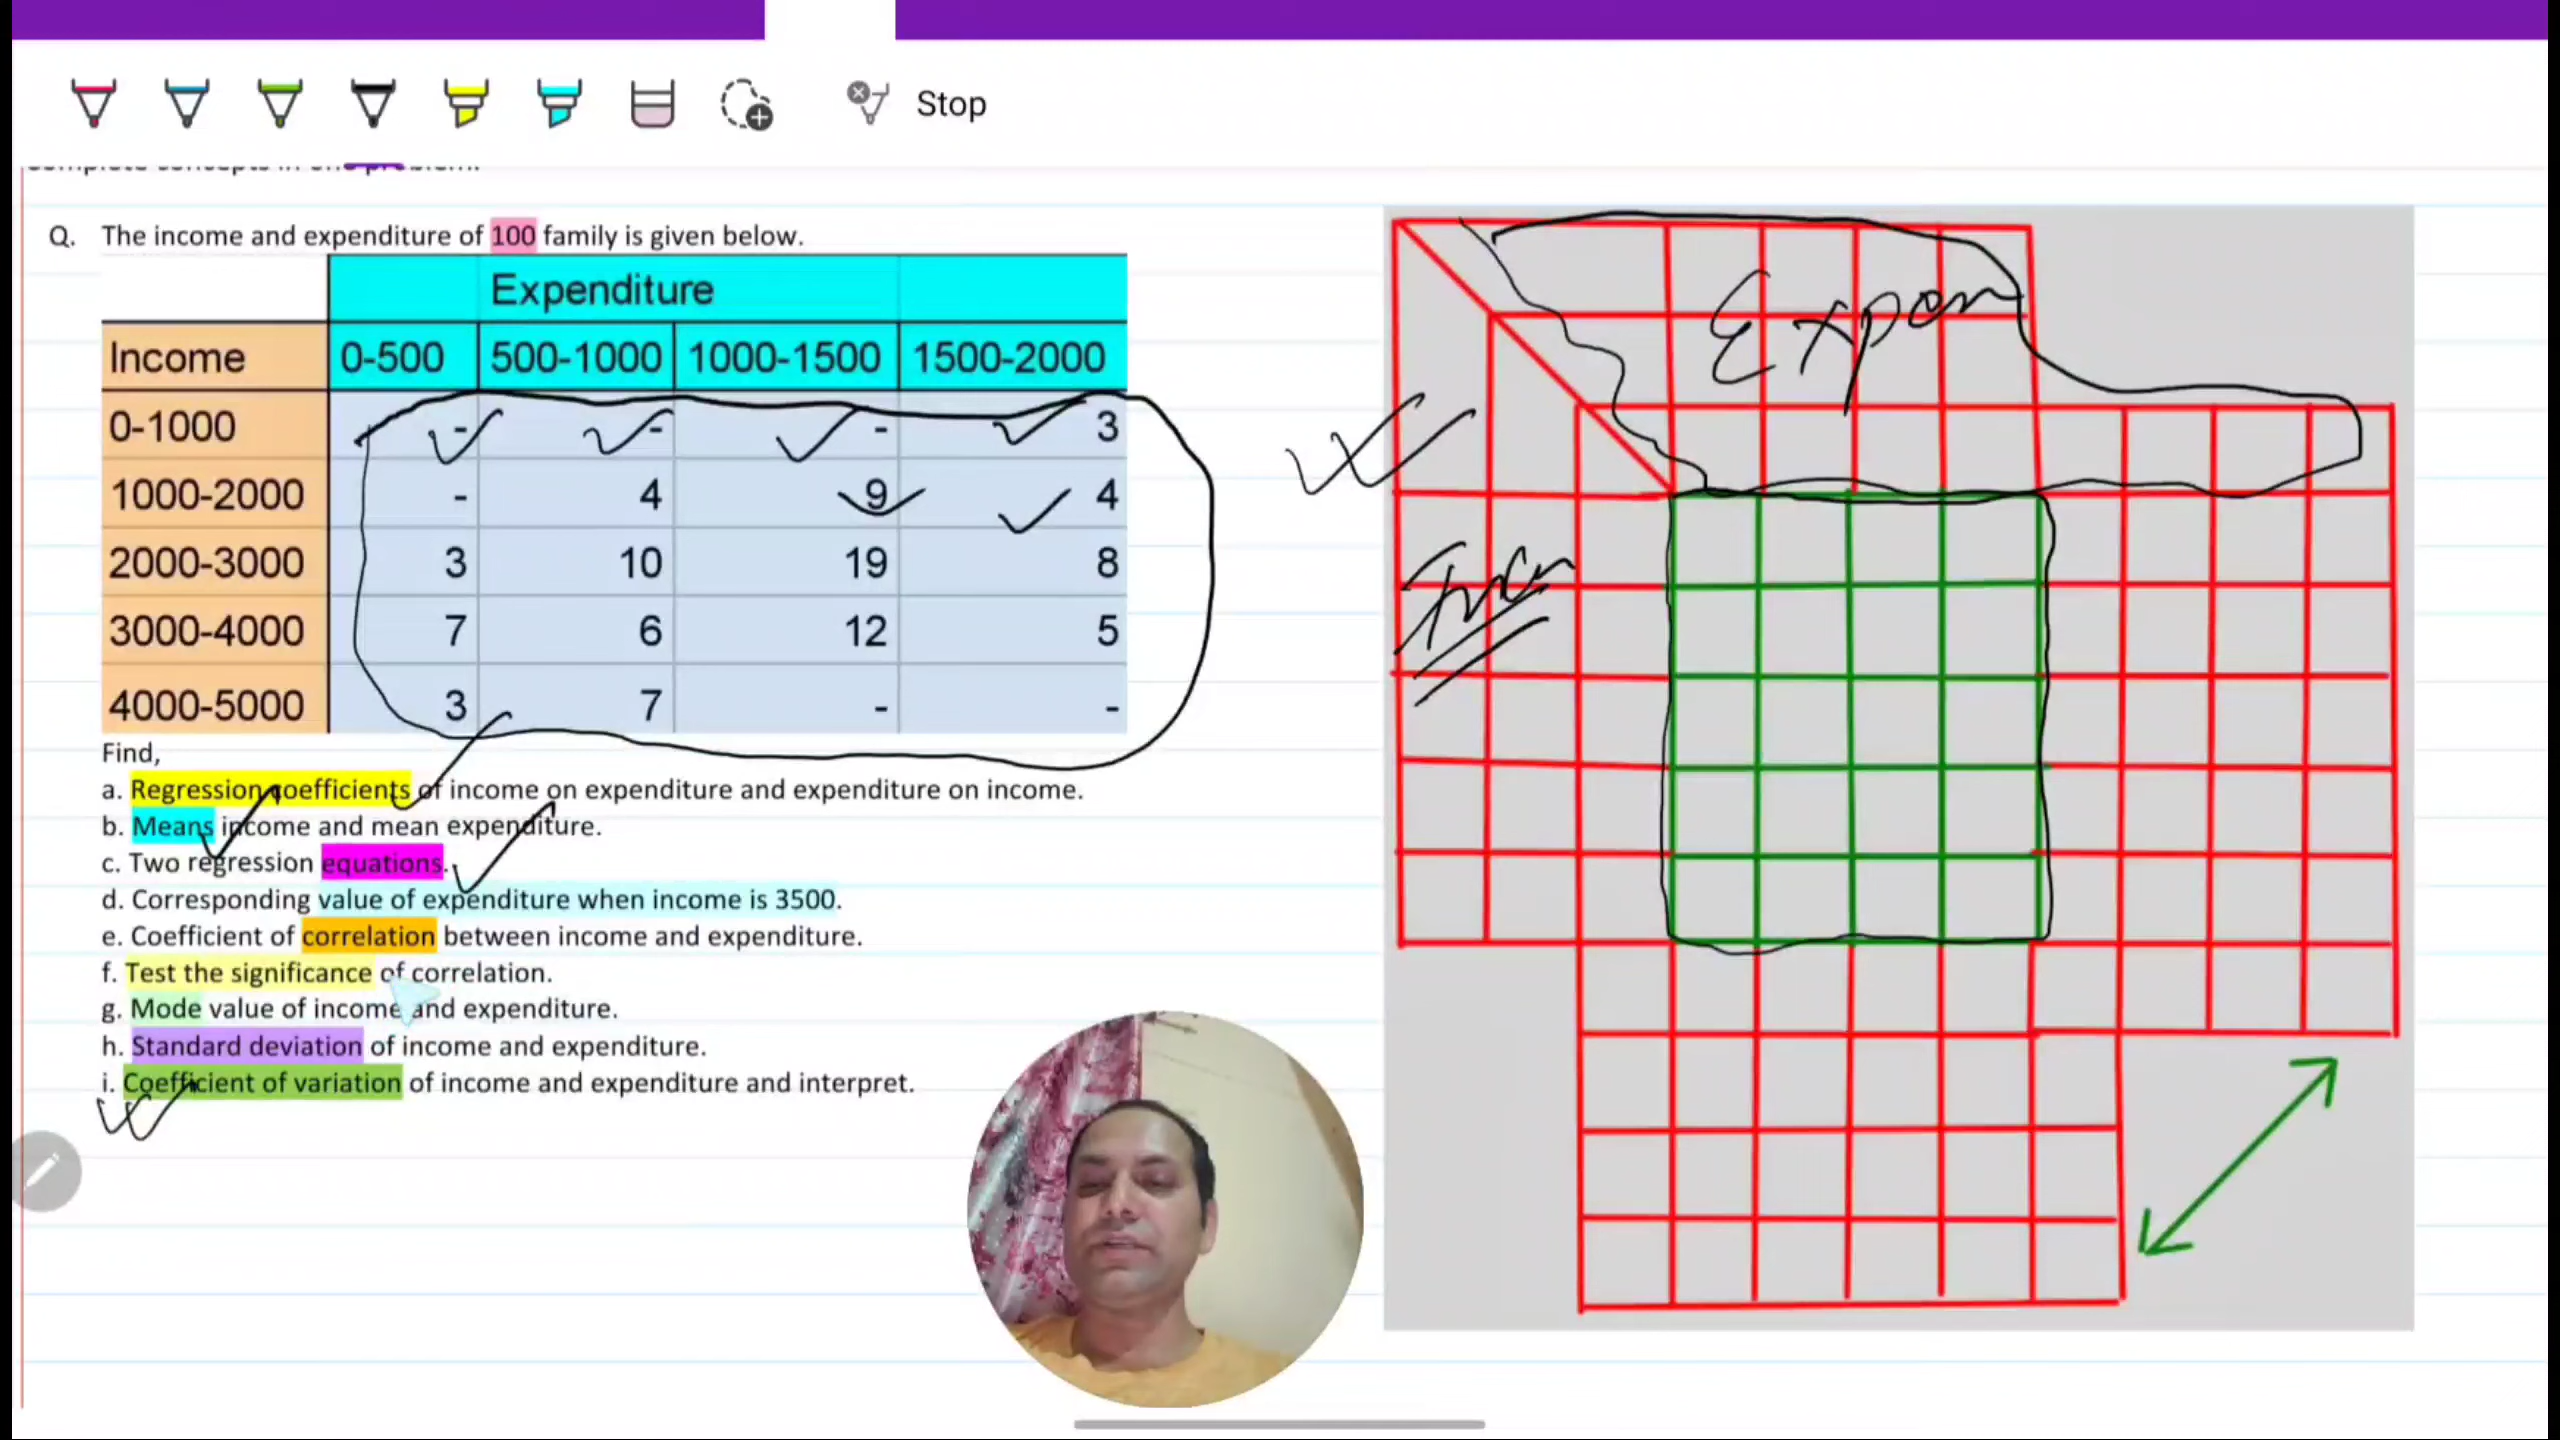 Stop
Complete concepts in one problem.
Q. The income and expenditure of 100 family is given below.
Expenditure
Income 0-500 500-1000 1000-1500 1500-2000
0-1000 - - - 3
1000-2000 - 4 9 4
2000-3000 3 10 19 8
3000-4000 7 6 12 5
4000-5000 3 7 - -
Find,
a. Regression coefficients of income on expenditure and expenditure on income.
b. Means income and mean expenditure.
c. Two regression equations.
d. Corresponding value of expenditure when income is 3500.
e. Coefficient of correlation between income and expenditure.
f. Test the significance of correlation.
g. Mode value of income and expenditure.
h. Standard deviation of income and expenditure.
i. Coefficient of variation of income and expenditure and interpret.
Expen